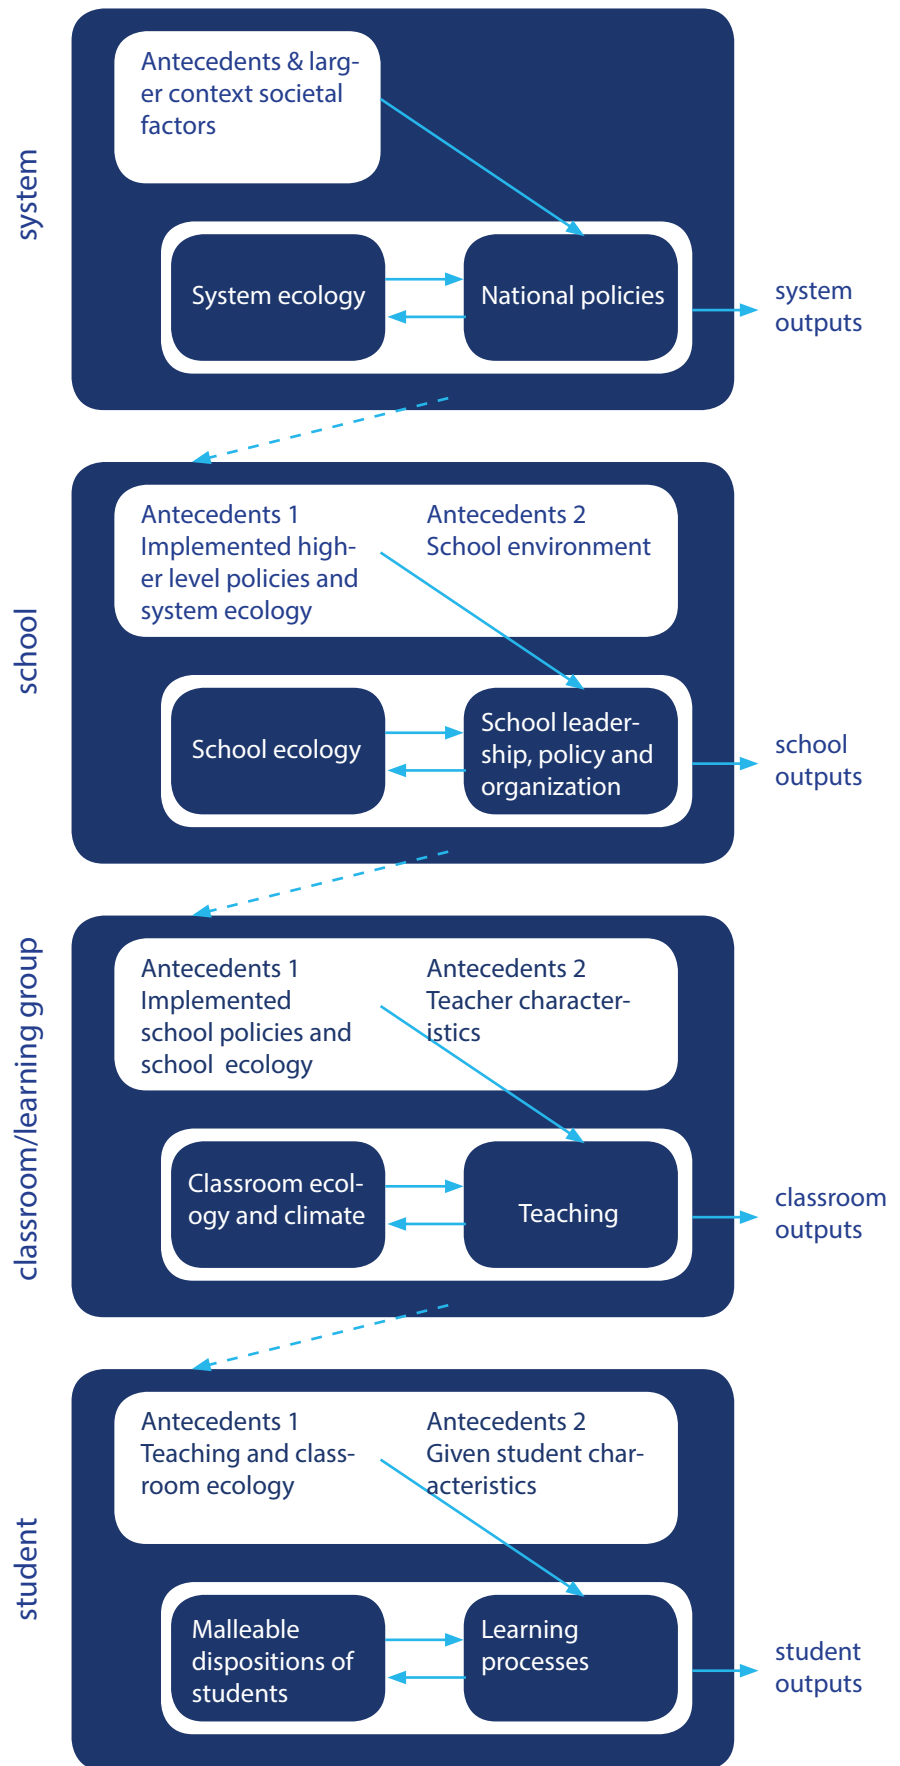 system
Antecedents & larg-
er context societal
factors
System ecology
National policies
system
outputs
school
Antecedents 1
Implemented high-
er level policies and
system ecology
Antecedents 2
School environment
School ecology
School leader-
ship, policy and
organization
school
outputs
classroom/learning group
Antecedents 1
Implemented
school policies and
school ecology
Antecedents 2
Teacher character-
istics
Classroom ecol-
ogy and climate
Teaching
classroom
outputs
student
Antecedents 1
Teaching and class-
room ecology
Antecedents 2
Given student char-
acteristics
Malleable
dispositions of
students
Learning
processes
student
outputs